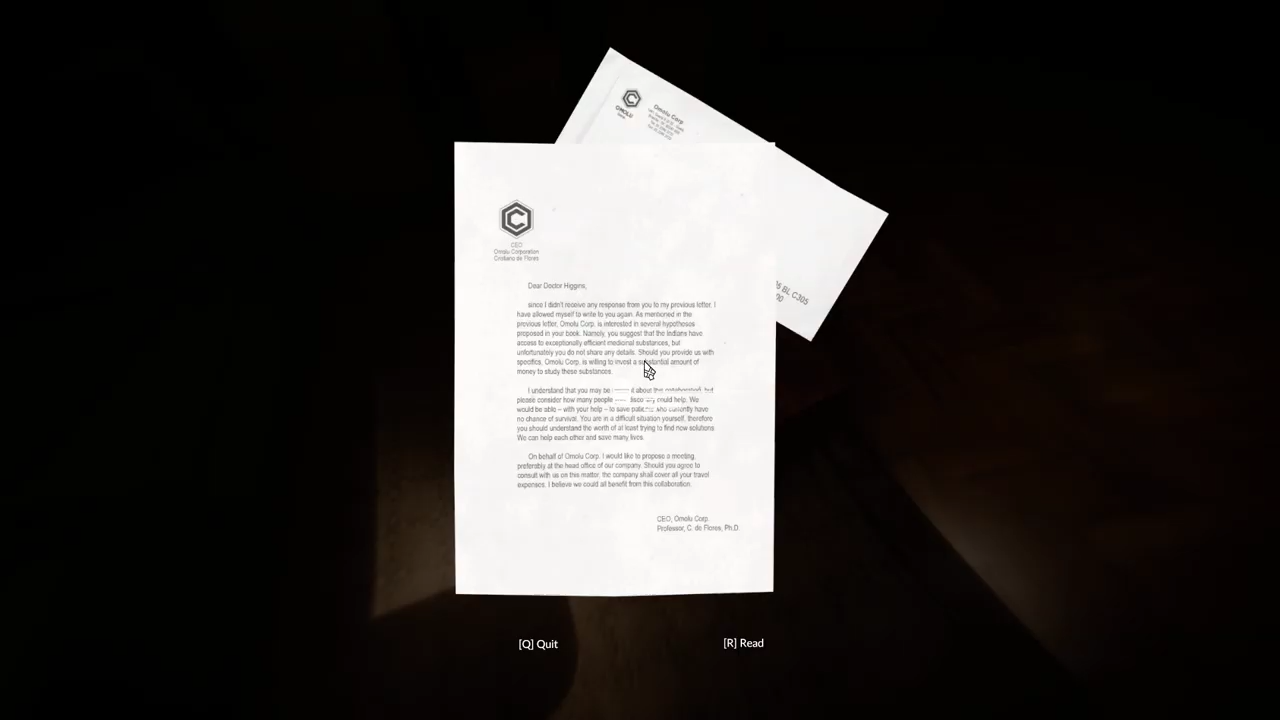 OMOLU
Omolu Corp
CEO
Omolu Corporation
Cristiano de Flores
Dear Doctor Higgins,
since I didn't receive any response from you to my previous letter, I
have allowed myself to write to you again. As mentioned in the
previous letter, Omolu Corp. is interested in several hypotheses
proposed in your book. Namely, you suggest that the Indians have
access to exceptionally efficient medicinal substances, but
unfortunately you do not share any details. Should you provide us with
specifics, Omolu Corp. is willing to invest a substantial amount of
money to study these substances.
I understand that you may be about this collaboration, but
please consider how many people could help. We
would be able – with your help – to save who currently have
no chance of survival. You are in a difficult situation yourself, therefore
you should understand the worth of at least trying to find new solutions
We can help each other and save many lives.
On behalf of Omolu Corp. I would like to propose a meeting,
preferably at the head office of our company. Should you agree to
consult with us on this matter, the company shall cover all your travel
expenses. I believe we could all benefit from this collaboration.
CEO, Omolu Corp.
Professor, C. de Flores, Ph.D.
BL C305
[Q] Quit
[R] Read